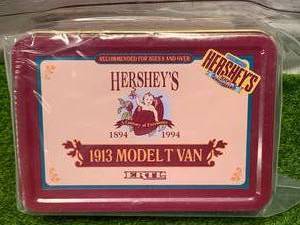 RECOMMENDED FOR AGES 8 AND OVER
HERSHEY'S
HERSHEY'S
1894 1994
1913 MODEL T VAN
ERTL